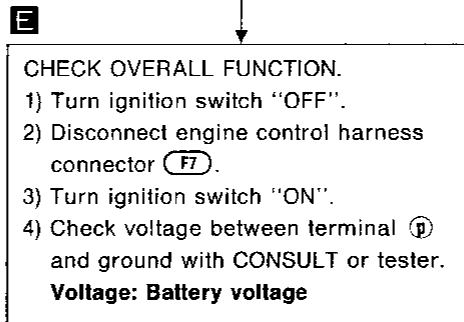 E
CHECK OVERALL FUNCTION.
1) Turn ignition switch "OFF".
2) Disconnect engine control harness
connector F7.
3) Turn ignition switch "ON".
4) Check voltage between terminal p
and ground with CONSULT or tester.
Voltage: Battery voltage